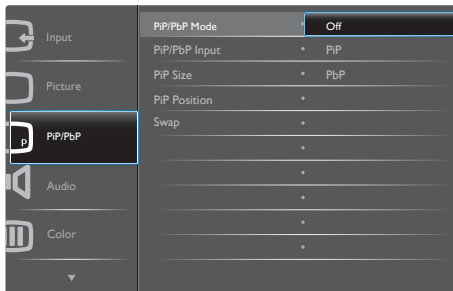 Input
Picture
P
PiP/PbP
Audio
Color
PiP/PbP Mode Off
PiP/PbP Input PiP
PiP Size PbP
PiP Position
Swap